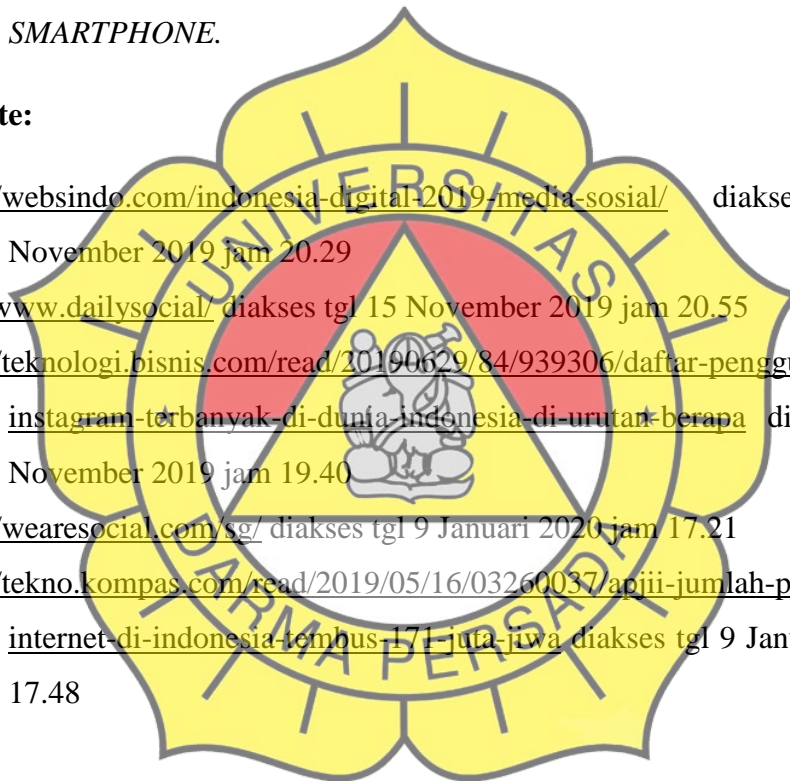 SMARTPHONE.
te:
/websindo.com/indonesia-digital-2019-media-sosial/ diakse
November 2019 jam 20.29
www.dailysocial/ diakses tgl 15 November 2019 jam 20.55
/teknologi.bisnis.com/read/20190629/84/939306/daftar-penggu
instagram-terbanyak-di-dunia-indonesia-di-urutan-berapa di
November 2019 jam 19.40
/wearesocial.com/sg/ diakses tgl 9 Januari 2020 jam 17.21
/tekno.kompas.com/read/2019/05/16/03260037/apjii-jumlah-p
internet-di-indonesia-tembus-171-juta-jiwa diakses tgl 9 Janu
17.48
UNIVERSITAS
DARMA PERSADA